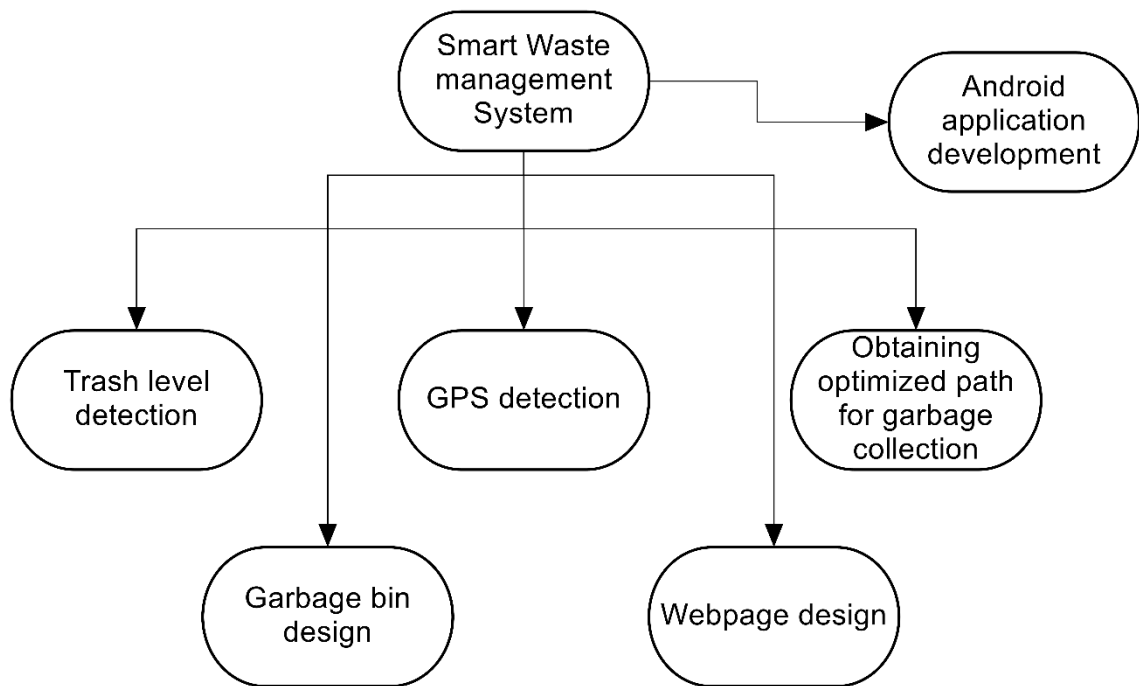 Smart Waste
management
System
Android
application
development
Trash level
detection
GPS detection
Obtaining
optimized path
for garbage
collection
Garbage bin
design
Webpage design